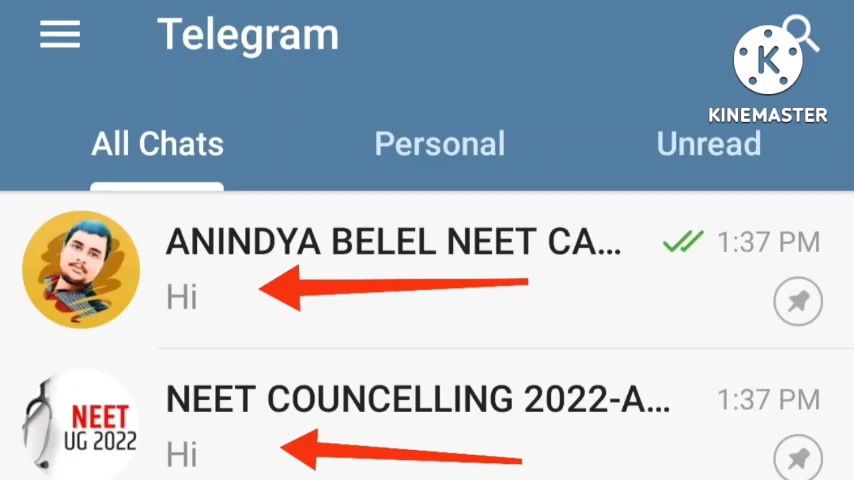 Telegram
K
KINEMASTER
All Chats Personal Unread
ANINDYA BELEL NEET CA... 1:37 PM
Hi
NEET COUNCELLING 2022-A... 1:37 PM
NEET
UG 2022
Hi